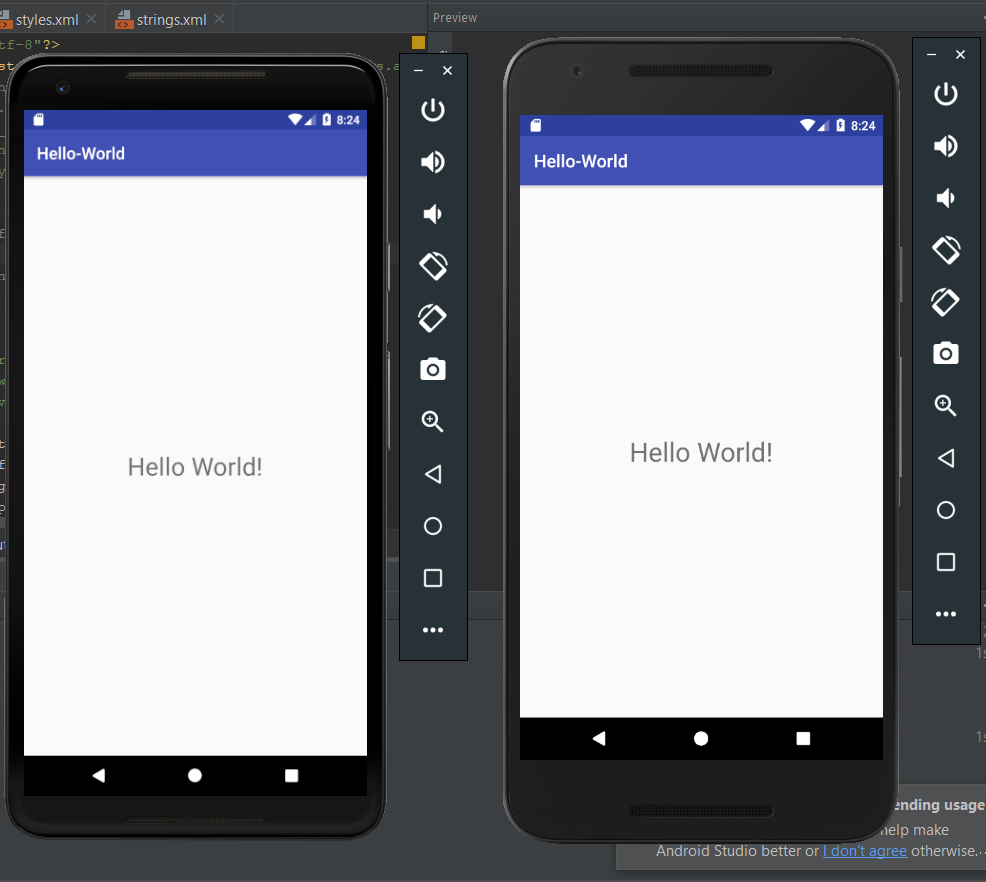 styles.xml
strings.xml
Preview
tf-8"?>
8:24
Hello-World
Hello World!
8:24
Hello-World
Hello World!
ending usage
help make
Android Studio better or I don't agree otherwise.